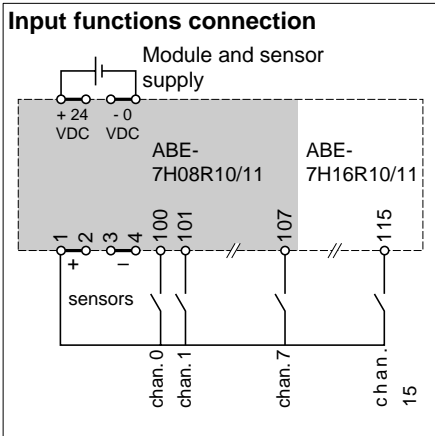 Input functions connection
Module and sensor
supply
+ 24
VDC
- 0
VDC
ABE-
7H08R10/11
ABE-
7H16R10/11
1
2
3
4
100
101
107
115
+
–
sensors
chan. 0
chan. 1
chan. 7
chan.
15